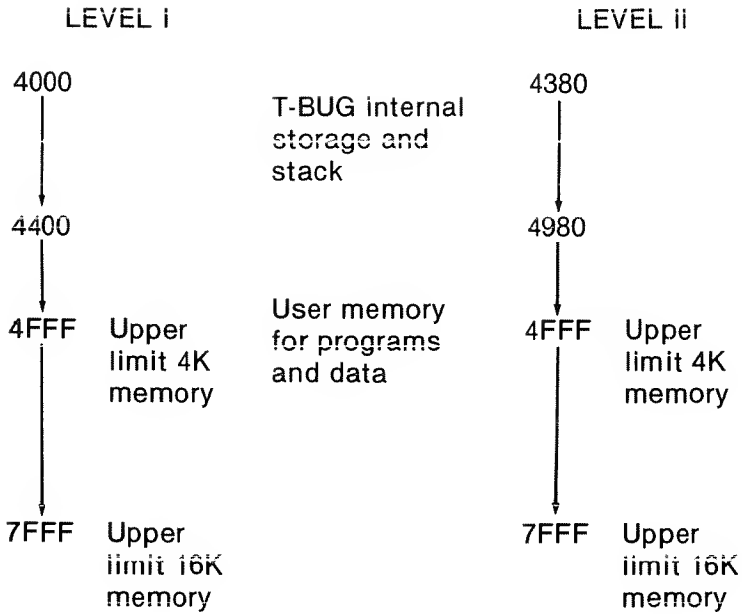 LEVEL I
LEVEL II
4000
4380
T-BUG internal
storage and
stack
4400
4980
User memory
for programs
and data
4FFF
Upper
limit 4K
memory
4FFF
Upper
limit 4K
memory
7FFF
Upper
limit 16K
memory
7FFF
Upper
limit 16K
memory